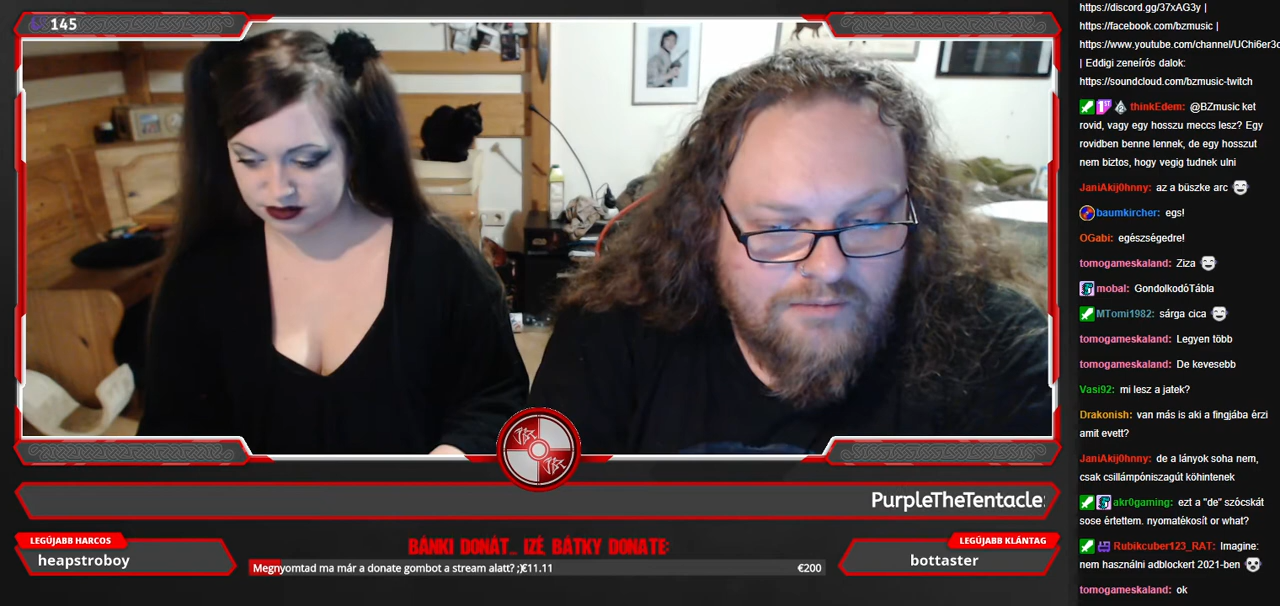 145
PurpleTheTentacle
LEGÚJABB HARCOS
heapstroboy
BÁNKI DONÁT... IZÉ, BÁTKY DONATE:
Megnyomtad ma már a donate gombot a stream alatt? ;)€11.11
€200
LEGÚJABB KLÁNTAG
bottaster
https://discord.gg/37xAG3y |
https://facebook.com/bzmusic |
https://www.youtube.com/channel/UChi6er3
| Eddigi zeneírós dalok:
https://soundcloud.com/bzmusic-twitch
thinkEdem: @BZmusic ket
rovid, vagy egy hosszu meccs lesz? Egy
rovidben benne lennek, de egy hosszut
nem biztos, hogy vegig tudnek ulni
JaniAkij0hnny: az a büszke arc
baumkircher: egs!
OGabi: egészségedre!
tomogameskaland: Ziza
mobal: GondolkodóTábla
MTomi1982: sárga cica
tomogameskaland: Legyen több
tomogameskaland: De kevesebb
Vasi92: mi lesz a jatek?
Drakonish: van más is aki a fingjába érzi
amit evett?
JaniAkij0hnny: de a lányok soha nem,
csak csillámpóniszagút köhintenek
akr0gaming: ezt a "de" szócskát
sose értettem. nyomatékosít or what?
Rubikcuber123_RAT: Imagine:
nem használni adblockert 2021-ben
tomogameskaland: ok